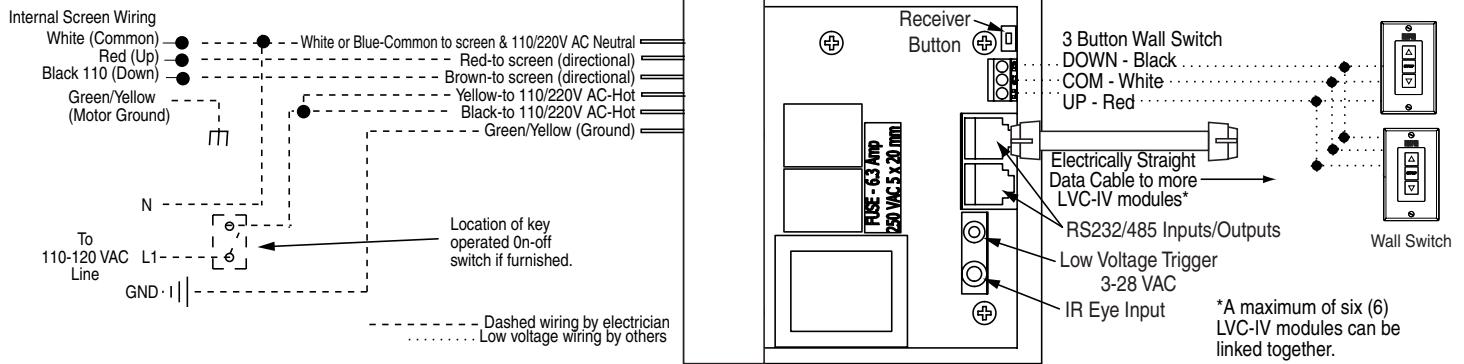 Internal Screen Wiring
White (Common)
Red (Up)
Black 110 (Down)
Green/Yellow
(Motor Ground)
White or Blue-Common to screen & 110/220V AC Neutral
Red-to screen (directional)
Brown-to screen (directional)
Yellow-to 110/220V AC-Hot
Black-to 110/220V AC-Hot
Green/Yellow (Ground)
N
To
110-120 VAC
Line
L1
GND
Location of key
operated On-off
switch if furnished.
Dashed wiring by electrician
Low voltage wiring by others
FUSE - 6.3 Amp
250 VAC 5 x 20 mm
Receiver
Button
3 Button Wall Switch
DOWN - Black
COM - White
UP - Red
Electrically Straight
Data Cable to more
LVC-IV modules*
RS232/485 Inputs/Outputs
Low Voltage Trigger
3-28 VAC
IR Eye Input
Wall Switch
*A maximum of six (6)
LVC-IV modules can be
linked together.